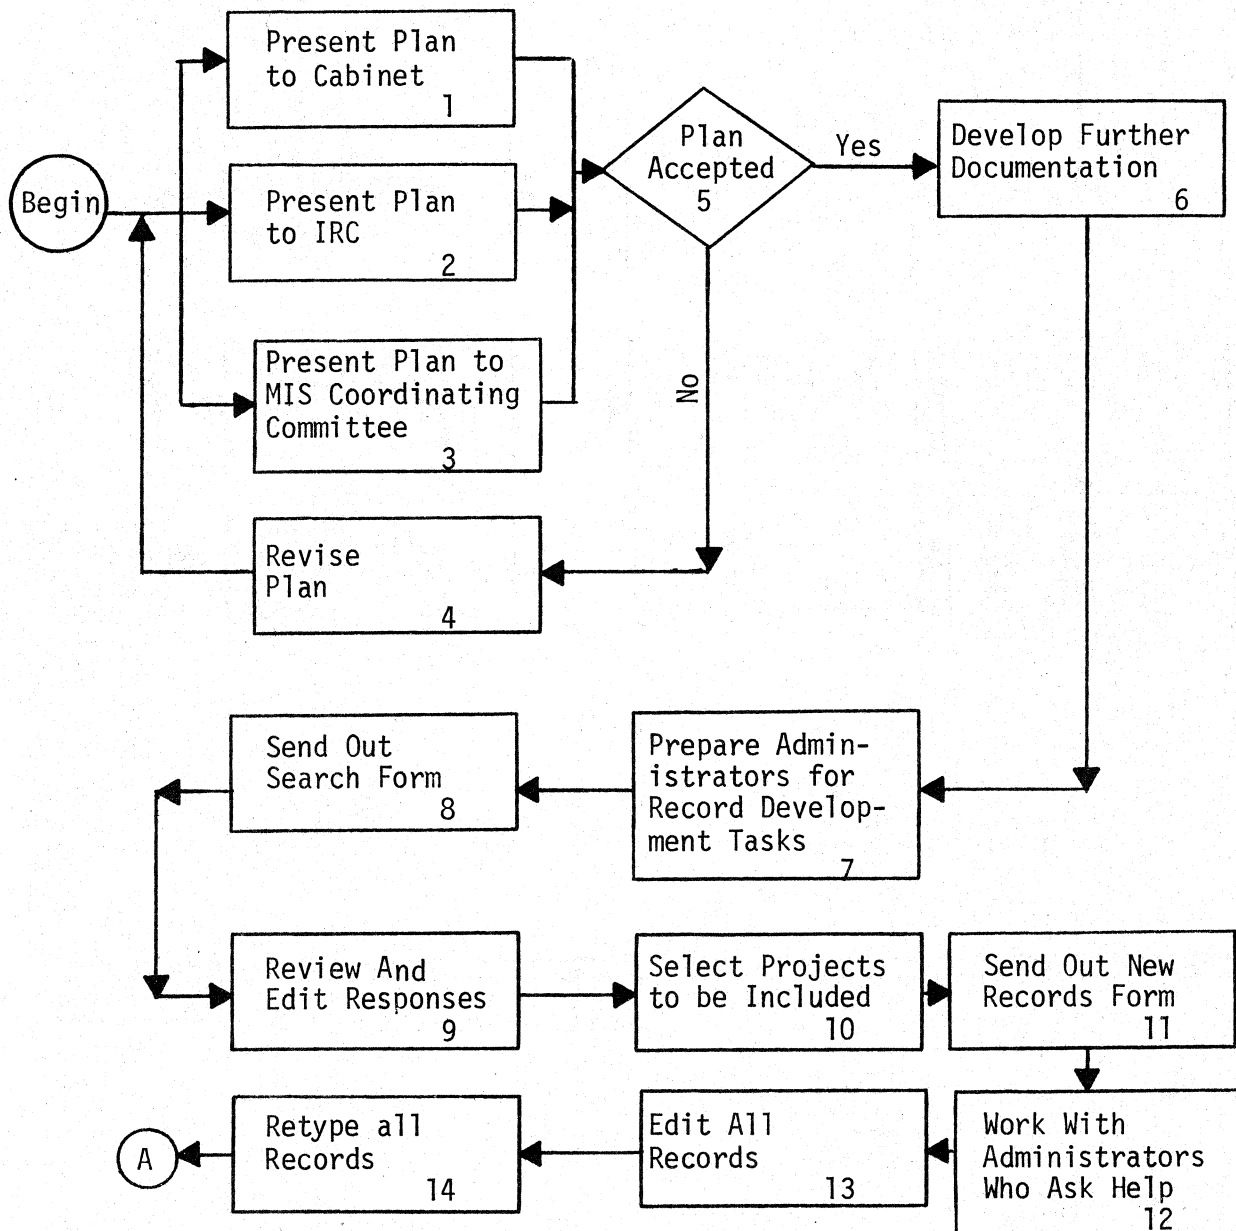 Begin
Present Plan
to Cabinet
1
Present Plan
to IRC
2
Present Plan to
MIS Coordinating
Committee
3
Revise
Plan
4
Plan
Accepted
5
Yes
No
Develop Further
Documentation
6
Prepare Admin-
istrators for
Record Develop-
ment Tasks
7
Send Out
Search Form
8
Review And
Edit Responses
9
Select Projects
to be Included
10
Send Out New
Records Form
11
Work With
Administrators
Who Ask Help
12
Edit All
Records
13
Retype all
Records
14
A